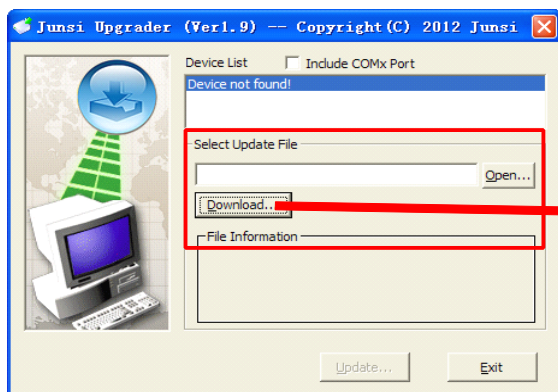 Junsi Upgrader (Ver1.9) -- Copyright(C) 2012 Junsi
Device List Include COMx Port
Device not found!
Select Update File
Open...
Download...
File Information
Update... Exit